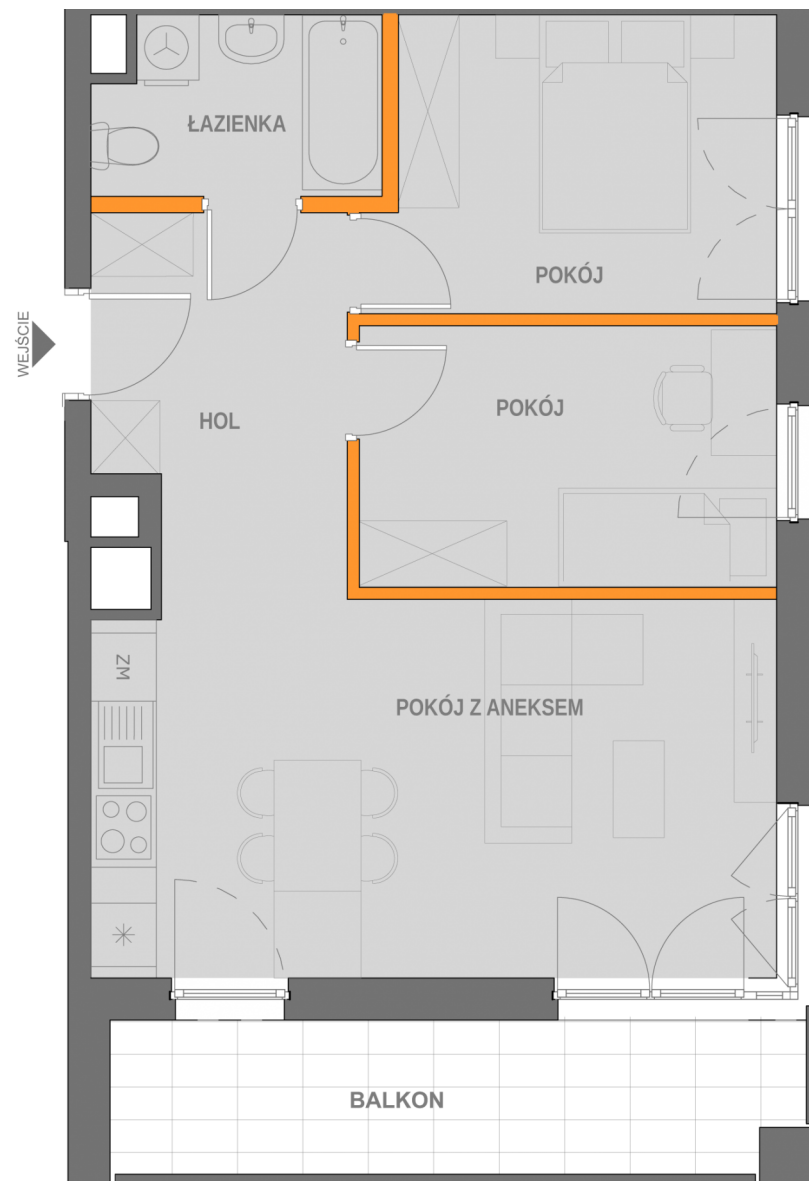 ŁAZIENKA
POKÓJ
WEJŚCIE
HOL
POKÓJ
ZM
POKÓJ Z ANEKSEM
BALKON